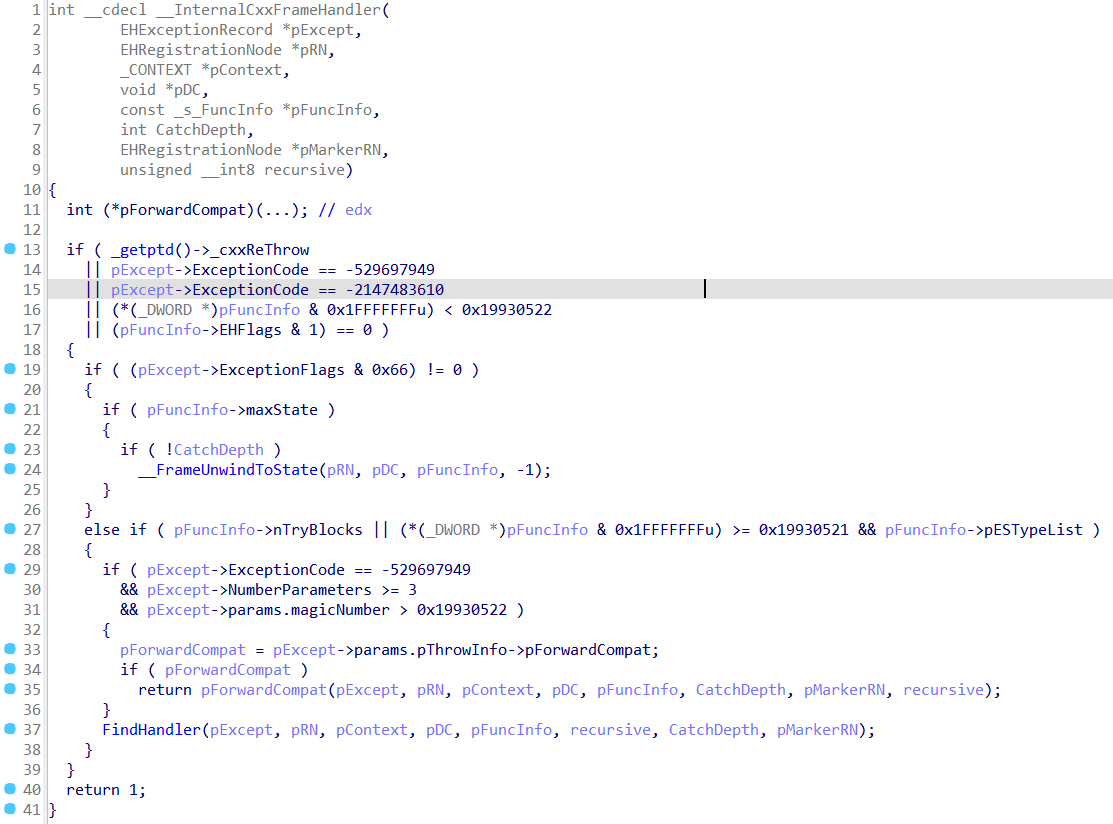 1 int __cdecl __InternalCxxFrameHandler(
2         EHExceptionRecord *pExcept,
3         EHRegistrationNode *pRN,
4         _CONTEXT *pContext,
5         void *pDC,
6         const _s_FuncInfo *pFuncInfo,
7         int CatchDepth,
8         EHRegistrationNode *pMarkerRN,
9         unsigned __int8 recursive)
10 {
11   int (*pForwardCompat)(...); // edx
12
13   if ( _getptd()->_cxxReThrow
14     || pExcept->ExceptionCode == -529697949
15     || pExcept->ExceptionCode == -2147483610
16     || (*(_DWORD *)pFuncInfo & 0x1FFFFFFFu) < 0x19930522
17     || (pFuncInfo->EHFlags & 1) == 0 )
18   {
19     if ( (pExcept->ExceptionFlags & 0x66) != 0 )
20     {
21       if ( pFuncInfo->maxState )
22       {
23         if ( !CatchDepth )
24           __FrameUnwindToState(pRN, pDC, pFuncInfo, -1);
25       }
26     }
27     else if ( pFuncInfo->nTryBlocks || (*(_DWORD *)pFuncInfo & 0x1FFFFFFFu) >= 0x19930521 && pFuncInfo->pESTypeList )
28     {
29       if ( pExcept->ExceptionCode == -529697949
30         && pExcept->NumberParameters >= 3
31         && pExcept->params.magicNumber > 0x19930522 )
32       {
33         pForwardCompat = pExcept->params.pThrowInfo->pForwardCompat;
34         if ( pForwardCompat )
35           return pForwardCompat(pExcept, pRN, pContext, pDC, pFuncInfo, CatchDepth, pMarkerRN, recursive);
36       }
37       FindHandler(pExcept, pRN, pContext, pDC, pFuncInfo, recursive, CatchDepth, pMarkerRN);
38     }
39   }
40   return 1;
41 }